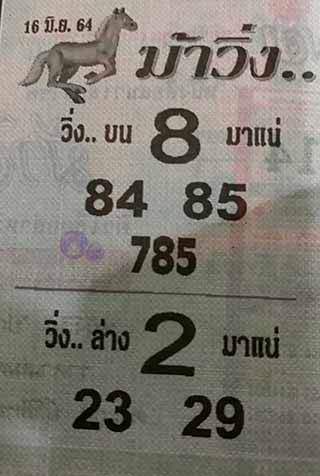 16 มิ.ย. 64
ม้าวิ่ง..
วิ่ง.. บน 8 มาแน่
84 85
785
วิ่ง.. ล่าง 2 มาแน่
23 29